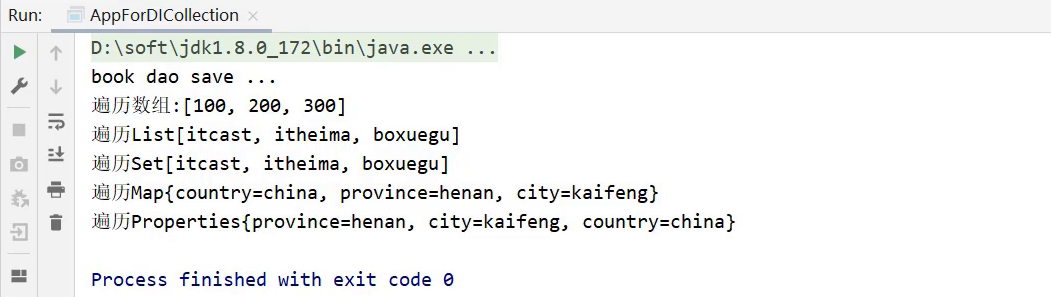 Run: AppForDICollection
D:\soft\jdk1.8.0_172\bin\java.exe ...
book dao save ...
遍历数组:[100, 200, 300]
遍历List[itcast, itheima, boxuegu]
遍历Set[itcast, itheima, boxuegu]
遍历Map{country=china, province=henan, city=kaifeng}
遍历Properties{province=henan, city=kaifeng, country=china}
Process finished with exit code 0